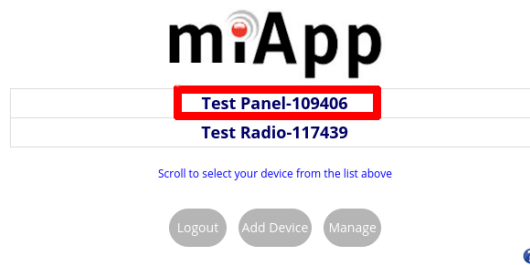 miApp
Test Panel-109406
Test Radio-117439
Scroll to select your device from the list above
Logout Add Device Manage